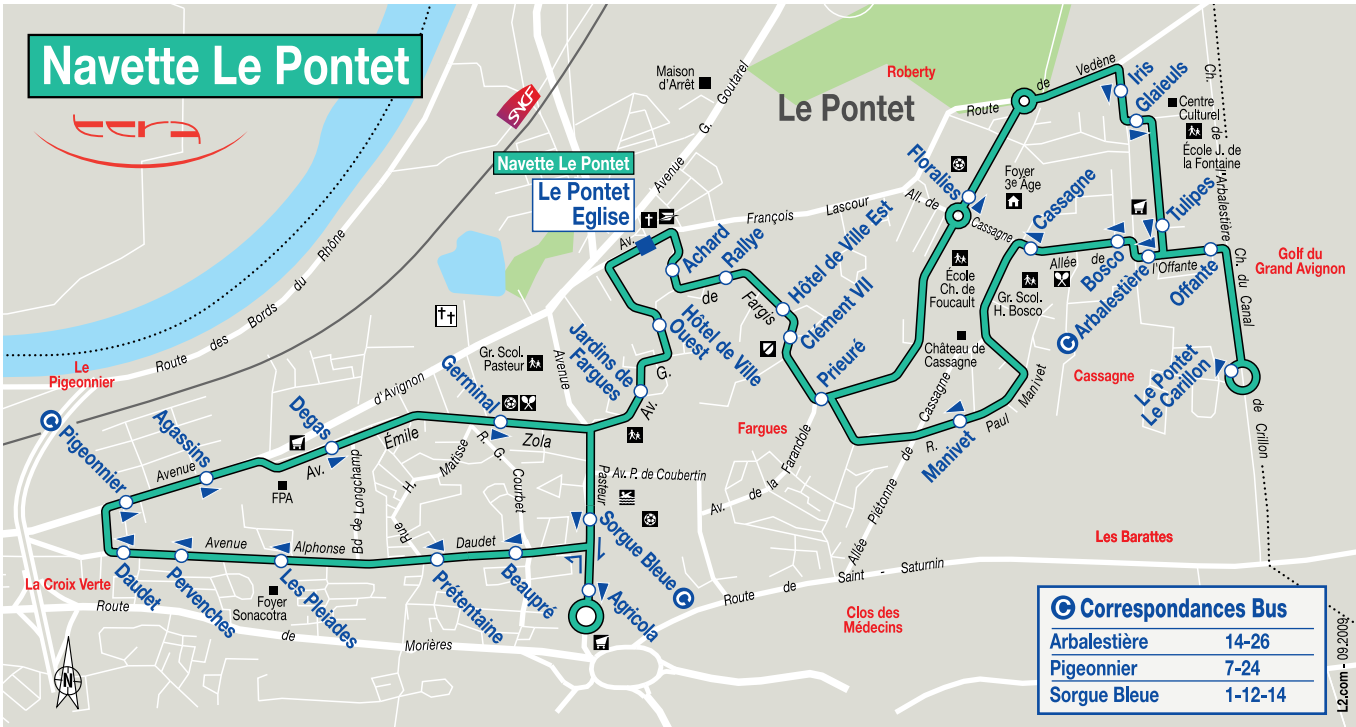 Navette Le Pontet
tcra
SNCF
Maison
d'Arrêt
Avenue G. Goutarel
Le Pontet
Roberty
Route de Vedène
Iris
Glaïeuls
Centre
Culturel
École J. de
la Fontaine
Ch. de l'Arbalestière
Navette Le Pontet
Le Pontet
Eglise
Av. G.
François Lascour
Floralies
Foyer
3e Âge
All. de Cassagne
Cassagne
Tulipes
Achard
Rallye
Av. de Fargis
Hôtel de Ville Est
Clément VII
École
Ch. de
Foucault
Gr. Scol.
H. Bosco
Allée de l'Offante
Bosco
C Arbalestière
Offante
Ch. du Canal de Crillon
Golf du
Grand Avignon
Route des Bords du Rhône
Hôtel de Ville
Ouest
Jardins de
Fargues
Prieuré
Château de
Cassagne
Le Pontet
Le Carillon
Cassagne
Le
Pigeonnier
Gr. Scol.
Pasteur
Germinal
Avenue Pasteur
d'Avignon
Degas
Agassins
C Pigeonnier
Avenue
Av. Émile Zola
FPA
Bd de Longchamp
Rue H. Matisse
R. G. Courbet
Av. P. de Coubertin
Fargues
Av. de la Farandole
Allée Piétonne de Cassagne
R. Paul Manivet
Manivet
Sorgue Bleue C
Avenue Alphonse Daudet
Daudet
Pervenches
Les Pleiades
Prétentaine
Beaupré
Agricola
La Croix Verte
Foyer
Sonacotra
Route de Morières
Route de Saint - Saturnin
Les Barattes
Clos des
Médecins
N
C Correspondances Bus
Arbalestière 14-26
Pigeonnier 7-24
Sorgue Bleue 1-12-14
L2.com - 09.2009